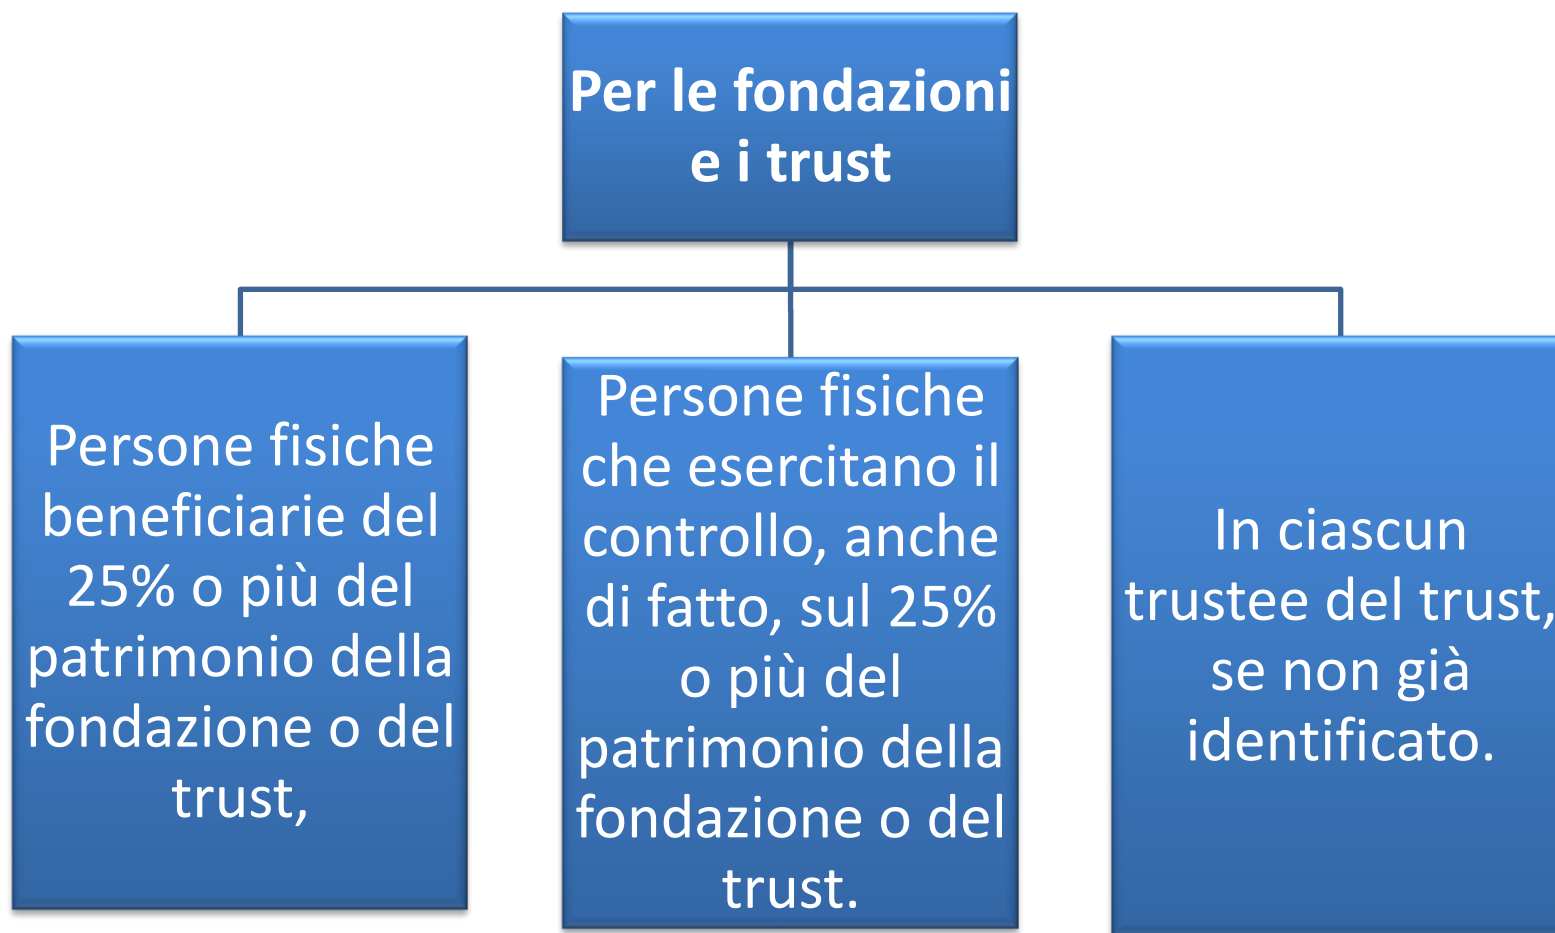 Per le fondazioni
e i trust
Persone fisiche
beneficiarie del
25% o più del
patrimonio della
fondazione o del
trust,
Persone fisiche
che esercitano il
controllo, anche
di fatto, sul 25%
o più del
patrimonio della
fondazione o del
trust.
In ciascun
trustee del trust,
se non già
identificato.